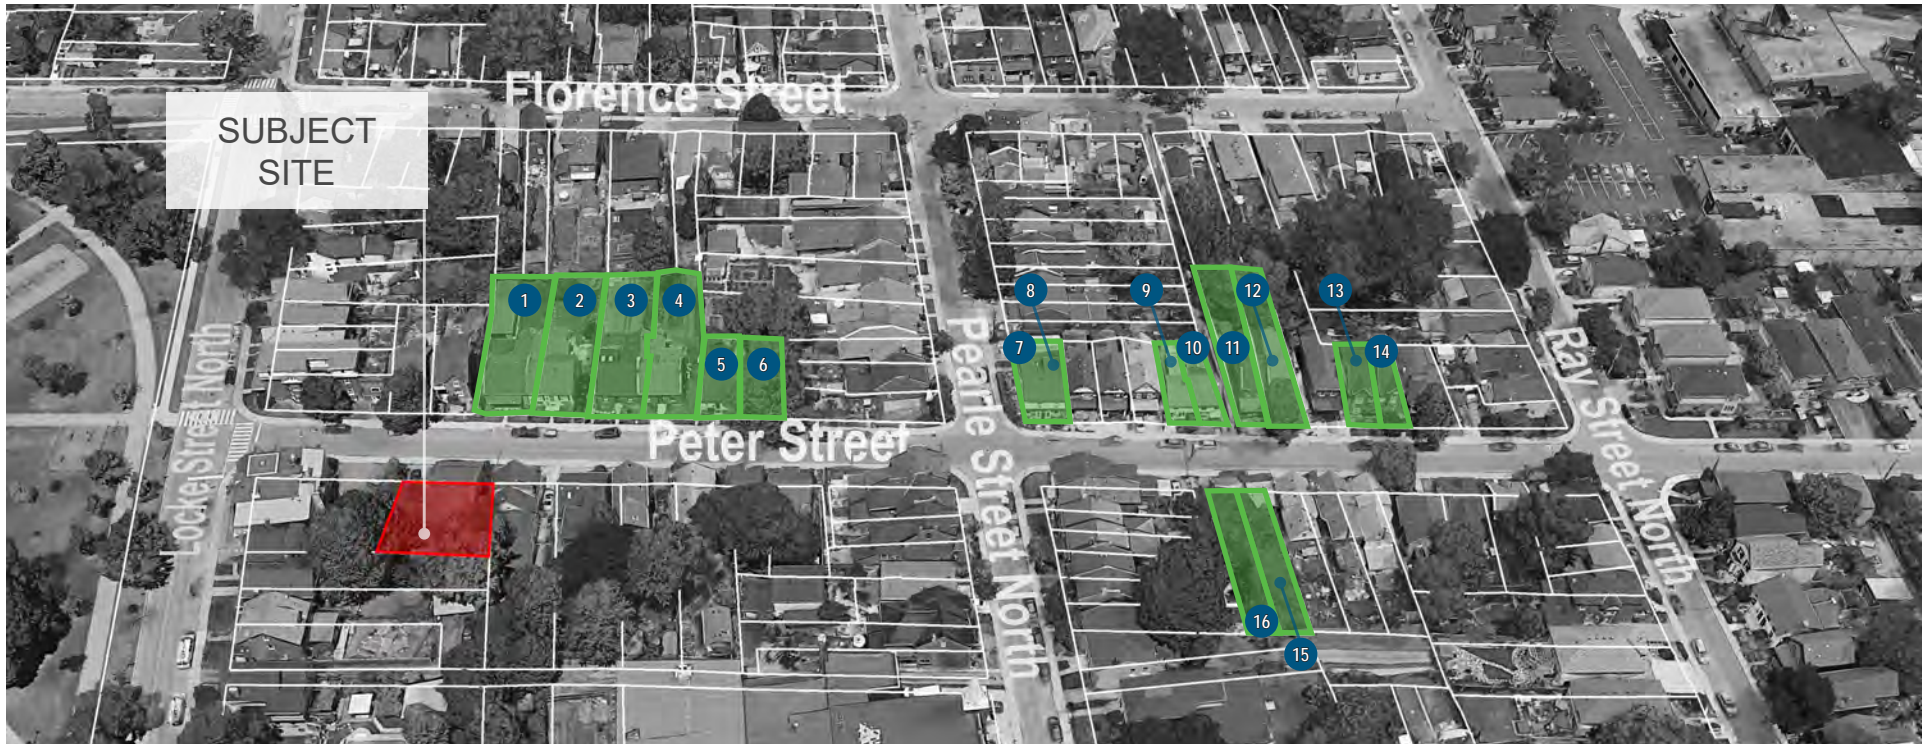 Florence Street
SUBJECT
SITE
1
2
3
4
5
6
7
8
9
10
11
12
13
14
Locke Street North
Peter Street
Pearle Street North
Ray Street North
16
15